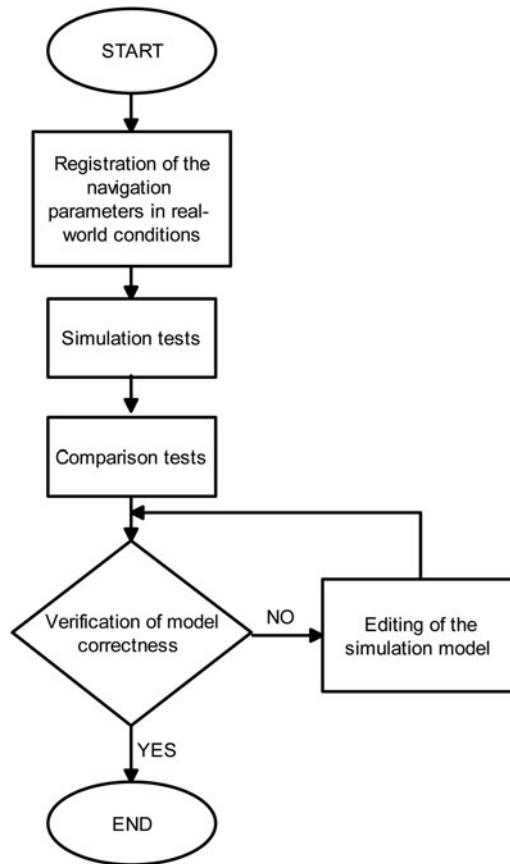 START
Registration of the
navigation
parameters in real-
world conditions
Simulation tests
Comparison tests
Verification of model
correctness
NO
Editing of the
simulation model
YES
END